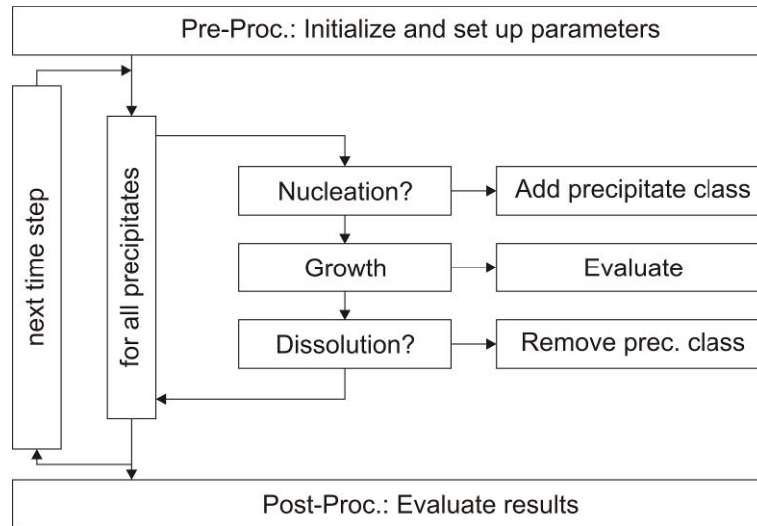 Pre-Proc.: Initialize and set up parameters
next time step
for all precipitates
Nucleation?
Add precipitate class
Growth
Evaluate
Dissolution?
Remove prec. class
Post-Proc.: Evaluate results